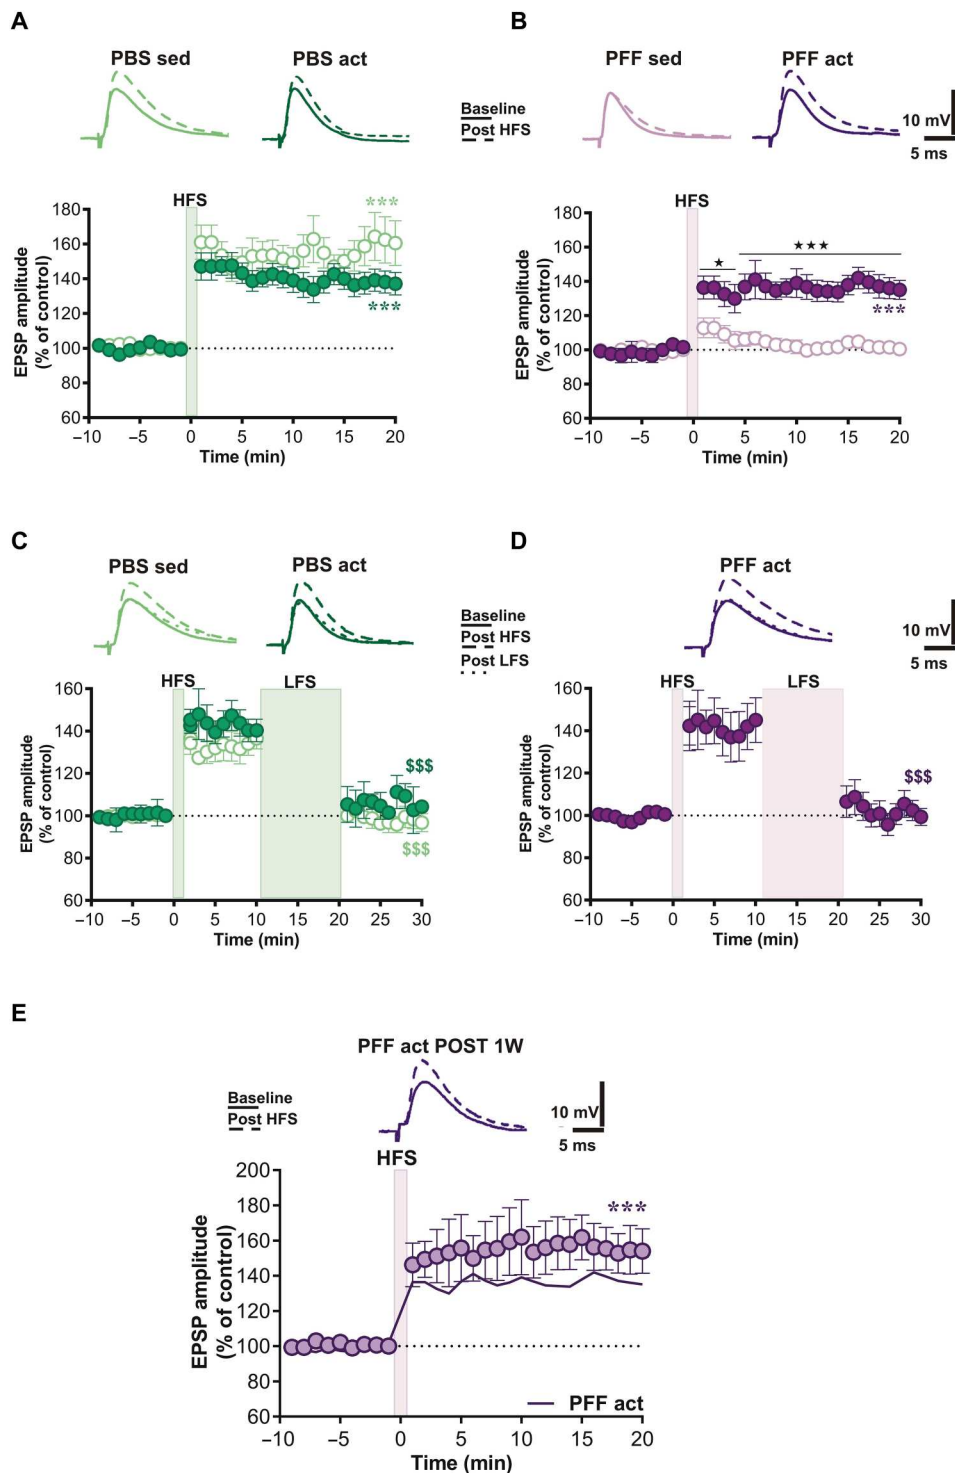 A
B
PBS sed
PBS act
PFF sed
PFF act
Baseline
Post HFS
10 mV
5 ms
HFS
***
***
180
160
140
120
100
80
60
EPSP amplitude
(% of control)
–10
–5
0
5
10
15
20
Time (min)
HFS
★
★★★
***
180
160
140
120
100
80
60
EPSP amplitude
(% of control)
–10
–5
0
5
10
15
20
Time (min)
C
D
PBS sed
PBS act
PFF act
Baseline
Post HFS
Post LFS
10 mV
5 ms
HFS
LFS
$$$
$$$
160
140
120
100
80
60
EPSP amplitude
(% of control)
–10
–5
0
5
10
15
20
25
30
Time (min)
HFS
LFS
$$$
160
140
120
100
80
60
EPSP amplitude
(% of control)
–10
–5
0
5
10
15
20
25
30
Time (min)
E
PFF act POST 1W
Baseline
Post HFS
10 mV
5 ms
HFS
***
200
180
160
140
120
100
80
60
EPSP amplitude
(% of control)
PFF act
–10
–5
0
5
10
15
20
Time (min)